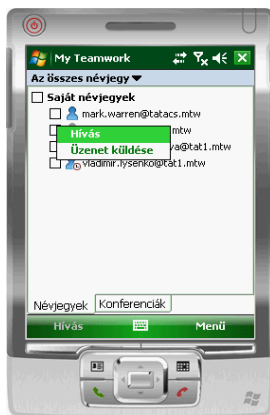 My Teamwork
Az összes névjegy
Saját névjegyek
mark.warren@tatacs.mtw
.mtw
Hívás
va@tat1.mtw
Üzenet küldése
vladimir.lysenko@tat1.mtw
Névjegyek
Konferenciák
Hívás
Menü